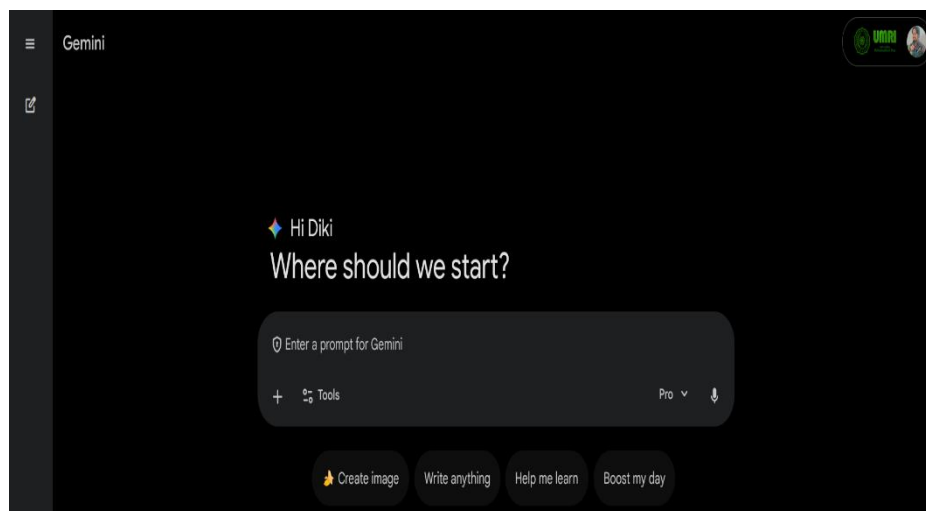 Gemini
UMRI
Hi Diki
Where should we start?
Enter a prompt for Gemini
Tools
Pro
Create image
Write anything
Help me learn
Boost my day